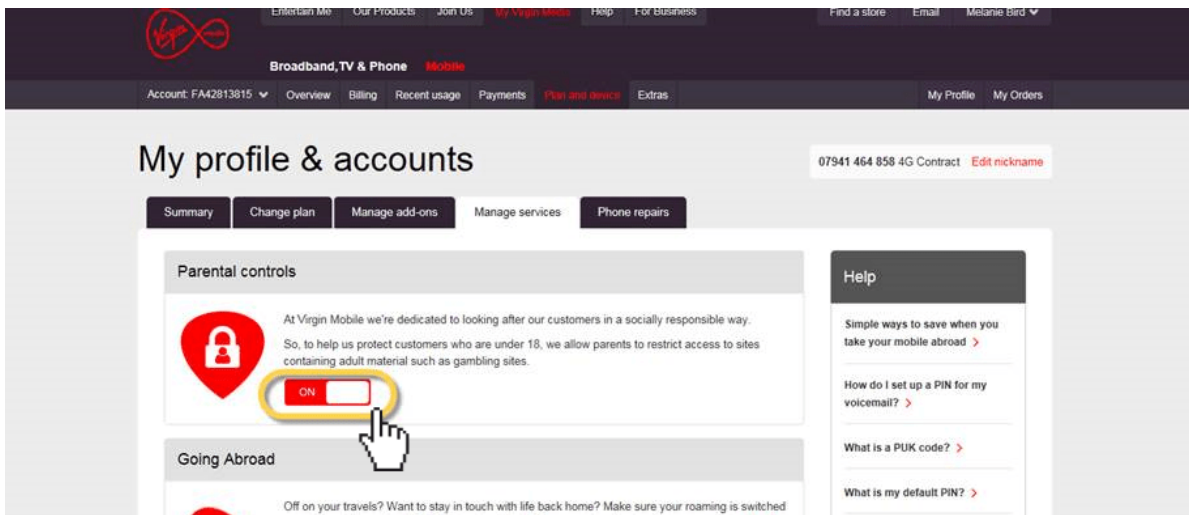 Entertain Me Our Products Join Us My Virgin Media Help For Business Find a store Email Melanie Bird
Virgin media
Broadband,TV & Phone Mobile
Account: FA42813815 Overview Billing Recent usage Payments Plan and device Extras My Profile My Orders
My profile & accounts
07941 464 858 4G Contract Edit nickname
Summary Change plan Manage add-ons Manage services Phone repairs
Parental controls
At Virgin Mobile we're dedicated to looking after our customers in a socially responsible way.
So, to help us protect customers who are under 18, we allow parents to restrict access to sites
containing adult material such as gambling sites.
ON
Going Abroad
Off on your travels? Want to stay in touch with life back home? Make sure your roaming is switched
Help
Simple ways to save when you
take your mobile abroad >
How do I set up a PIN for my
voicemail? >
What is a PUK code? >
What is my default PIN? >